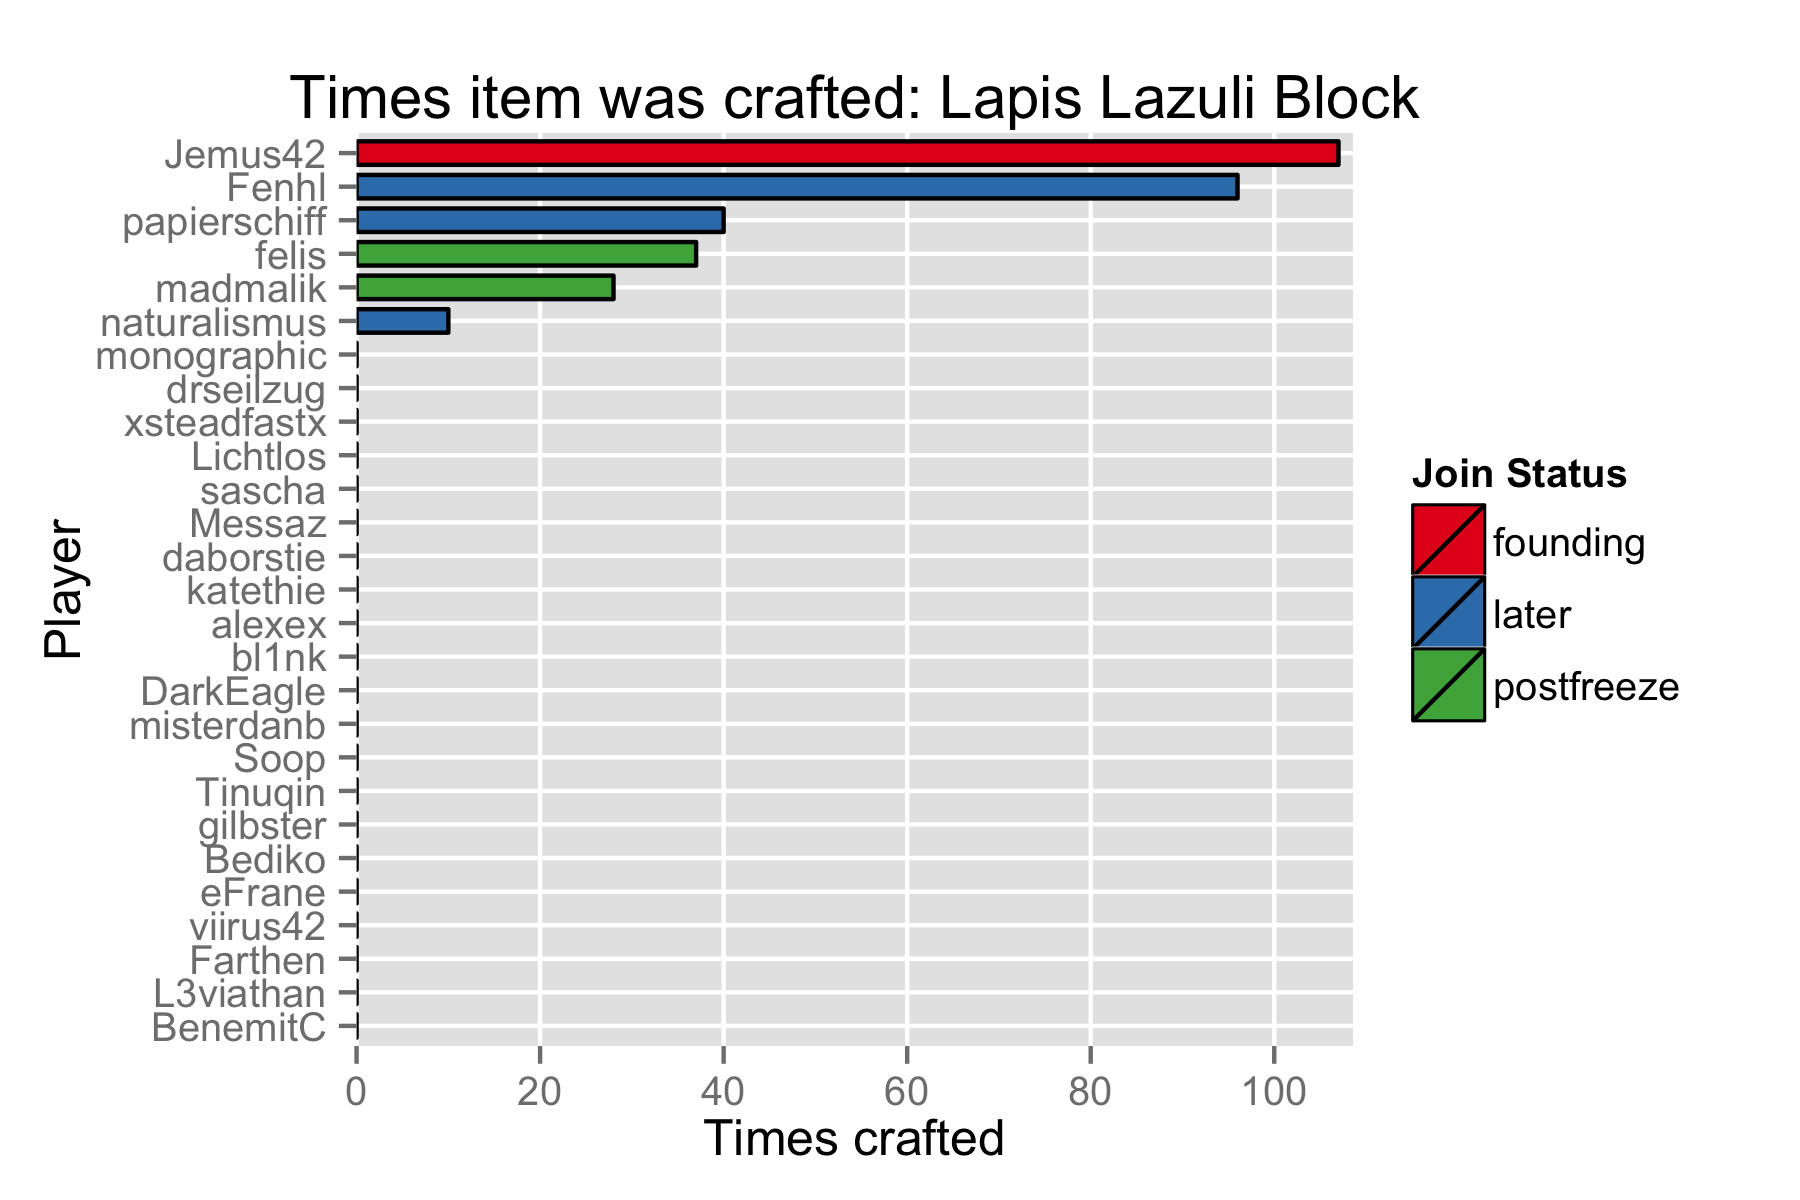 Times item was crafted: Lapis Lazuli Block
Player
Jemus42
Fenhl
papierschiff
felis
madmalik
naturalismus
monographic
drseilzug
xsteadfastx
Lichtlos
sascha
Messaz
daborstie
katethie
alexex
bl1nk
DarkEagle
misterdanb
Soop
Tinuqin
gilbster
Bediko
eFrane
viirus42
Farthen
L3viathan
BenemitC
0 20 40 60 80 100
Times crafted
Join Status
founding
later
postfreeze